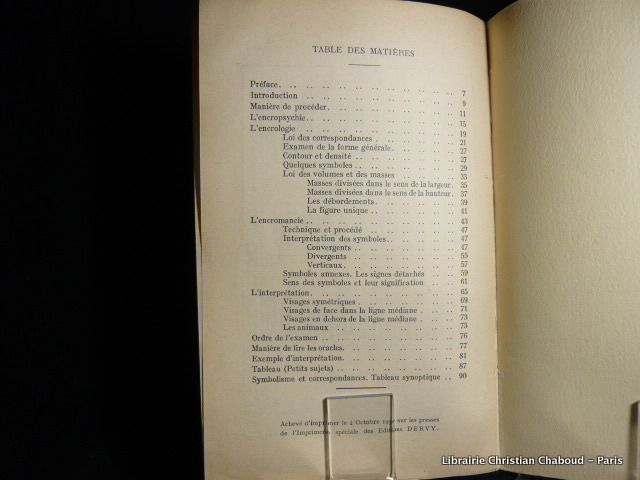 TABLE DES MATIÈRES
Préface. .. .. .. .. .. .. .. .. .. .. .. .. 7
Introduction .. .. .. .. .. .. .. .. .. .. .. 9
Manière de procéder. .. .. .. .. .. .. .. .. .. 11
L'encropsychie .. .. .. .. .. .. .. .. .. .. .. 15
L'encrologie .. .. .. .. .. .. .. .. .. .. .. 19
Loi des correspondances .. .. .. .. .. .. 21
Examen de la forme générale. .. .. .. .. .. 27
Contour et densité .. .. .. .. .. .. .. .. 27
Quelques symboles .. .. .. .. .. .. .. .. 29
Loi des volumes et des masses .. .. .. .. 35
Masses divisées dans le sens de la largeur. 35
Masses divisées dans le sens de la hauteur. 37
Les débordements. .. .. .. .. .. .. 39
La figure unique .. .. .. .. .. .. .. 41
L'encromancie .. .. .. .. .. .. .. .. .. .. .. 43
Technique et procédé .. .. .. .. .. .. .. 47
Interprétation des symboles. .. .. .. .. .. 47
Convergents .. .. .. .. .. .. .. .. 47
Divergents .. .. .. .. .. .. .. .. 55
Verticaux. .. .. .. .. .. .. .. .. 57
Symboles annexes. Les signes détachés .. .. 59
Sens des symboles et leur signification .. .. 61
L'interprétation. .. .. .. .. .. .. .. .. .. .. 65
Visages symétriques. .. .. .. .. .. .. .. 69
Visages de face dans la ligne médiane . .. .. 71
Visages en dehors de la ligne médiane . .. .. 73
Les animaux .. .. .. .. .. .. .. .. .. 73
Ordre de l'examen .. .. .. .. .. .. .. .. .. .. 76
Manière de lire les oracles. .. .. .. .. .. .. .. 77
Exemple d'interprétation. .. .. .. .. .. .. .. .. 81
Tableau (Petits sujets) .. .. .. .. .. .. .. .. 87
Symbolisme et correspondances. Tableau synoptique .. .. 90
Achevé d'imprimer le 2 Octobre sur les presses
de l'Imprimerie spéciale des Editions DERVY.
Librairie Christian Chaboud - Paris